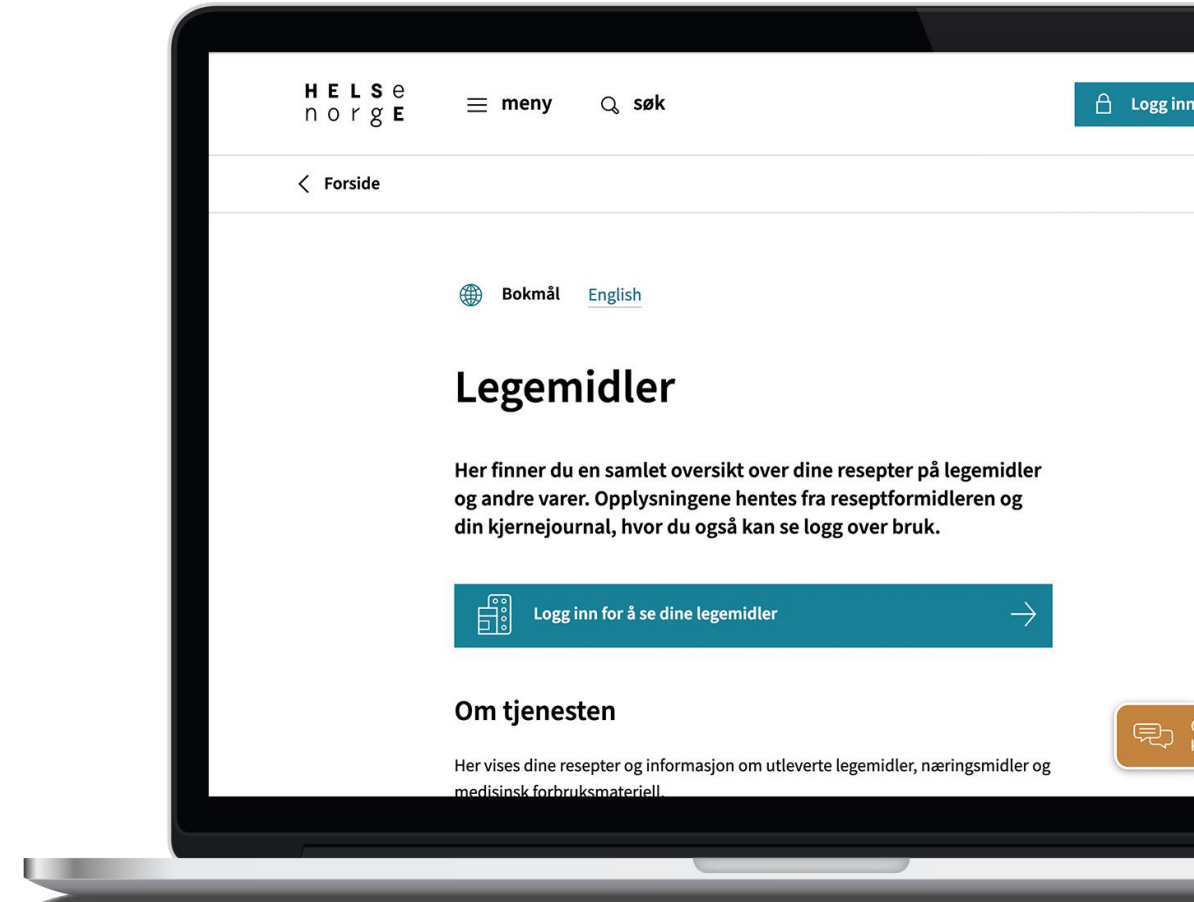 HELSe
norgE
meny
søk
Logg inn
Forside
Bokmål
English
Legemidler
Her finner du en samlet oversikt over dine resepter på legemidler
og andre varer. Opplysningene hentes fra reseptformidleren og
din kjernejournal, hvor du også kan se logg over bruk.
Logg inn for å se dine legemidler
Om tjenesten
Her vises dine resepter og informasjon om utleverte legemidler, næringsmidler og
medisinsk forbruksmateriell.